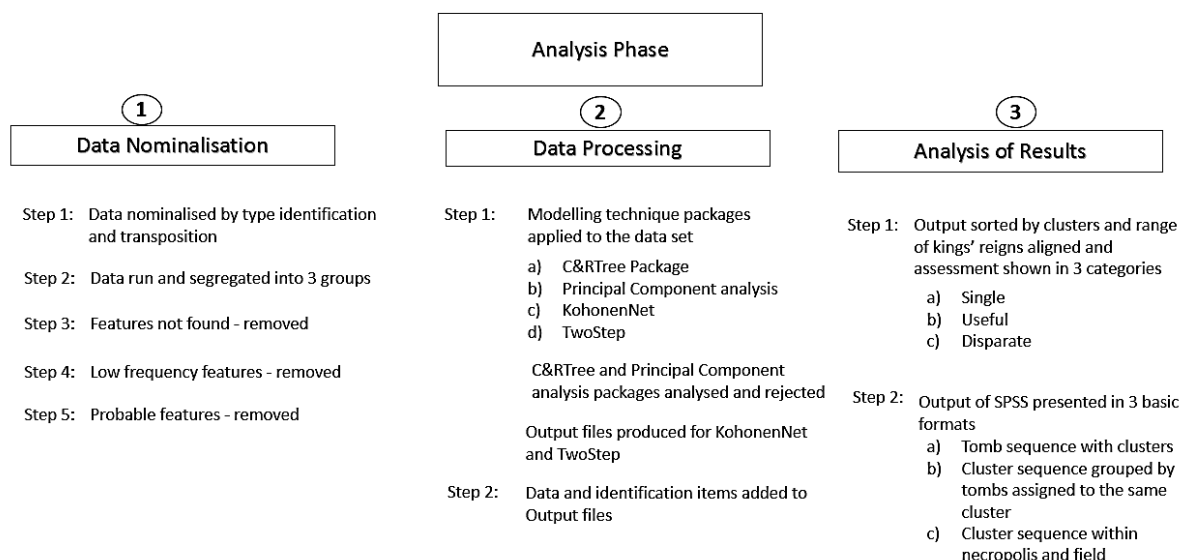 Analysis Phase
1
Data Nominalisation
Step 1: Data nominalised by type identification
and transposition
Step 2: Data run and segregated into 3 groups
Step 3: Features not found - removed
Step 4: Low frequency features - removed
Step 5: Probable features - removed
2
Data Processing
Step 1: Modelling technique packages
applied to the data set
a) C&RTree Package
b) Principal Component analysis
c) KohonenNet
d) TwoStep
C&RTree and Principal Component
analysis packages analysed and rejected
Output files produced for KohonenNet
and TwoStep
Step 2: Data and identification items added to
Output files
3
Analysis of Results
Step 1: Output sorted by clusters and range
of kings' reigns aligned and
assessment shown in 3 categories
a) Single
b) Useful
c) Disparate
Step 2: Output of SPSS presented in 3 basic
formats
a) Tomb sequence with clusters
b) Cluster sequence grouped by
tombs assigned to the same
cluster
c) Cluster sequence within
necropolis and field